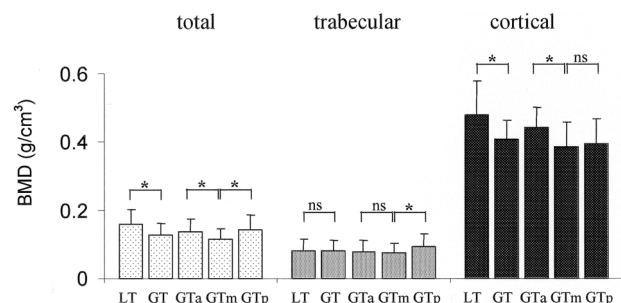 total trabecular cortical
BMD (g/cm³)
0.6
0.4
0.2
0
* * *
ns ns *
* * ns
LT GT GTa GTm GTp LT GT GTa GTm GTp LT GT GTa GTm GTp